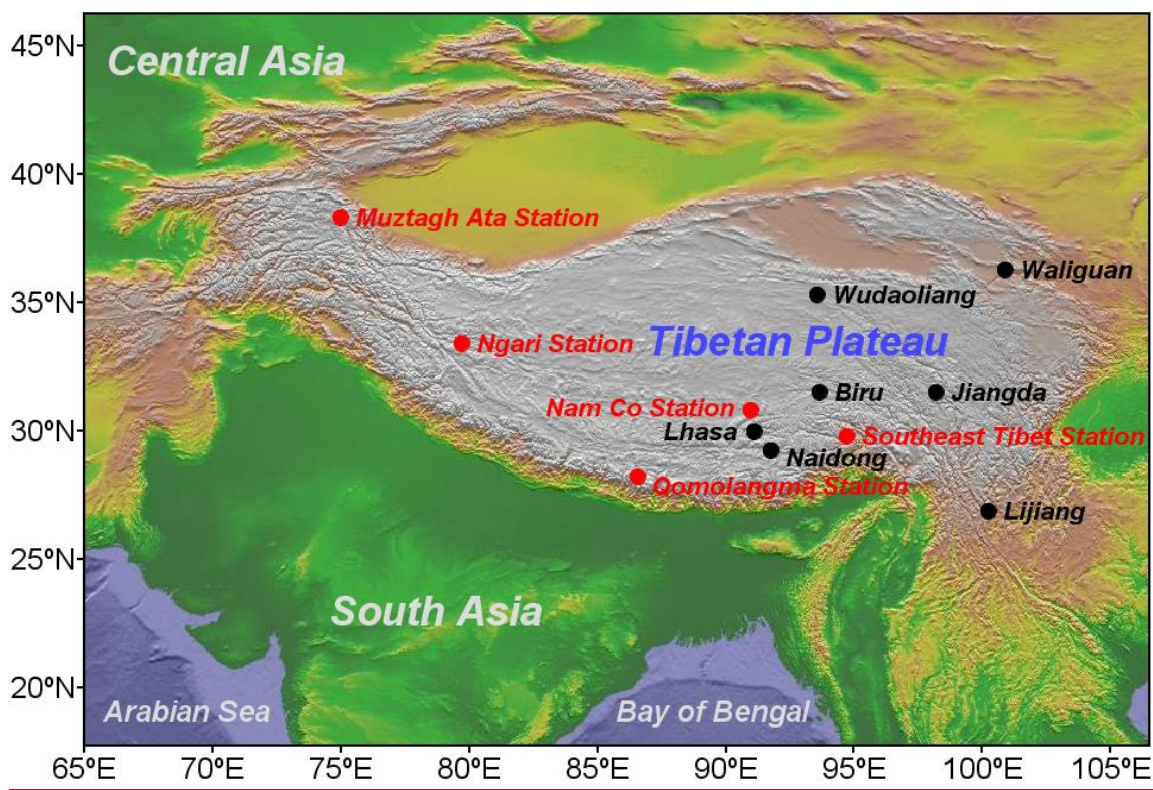 45ºN
Central Asia
40ºN
Muztagh Ata Station
Waliguan
35ºN
Wudaoliang
Ngari Station
Tibetan Plateau
Biru
Jiangda
Nam Co Station
30ºN
Lhasa
Southeast Tibet Station
Naidong
Qomolangma Station
Lijiang
25ºN
South Asia
20ºN
Arabian Sea
Bay of Bengal
65ºE 70ºE 75ºE 80ºE 85ºE 90ºE 95ºE 100ºE 105ºE